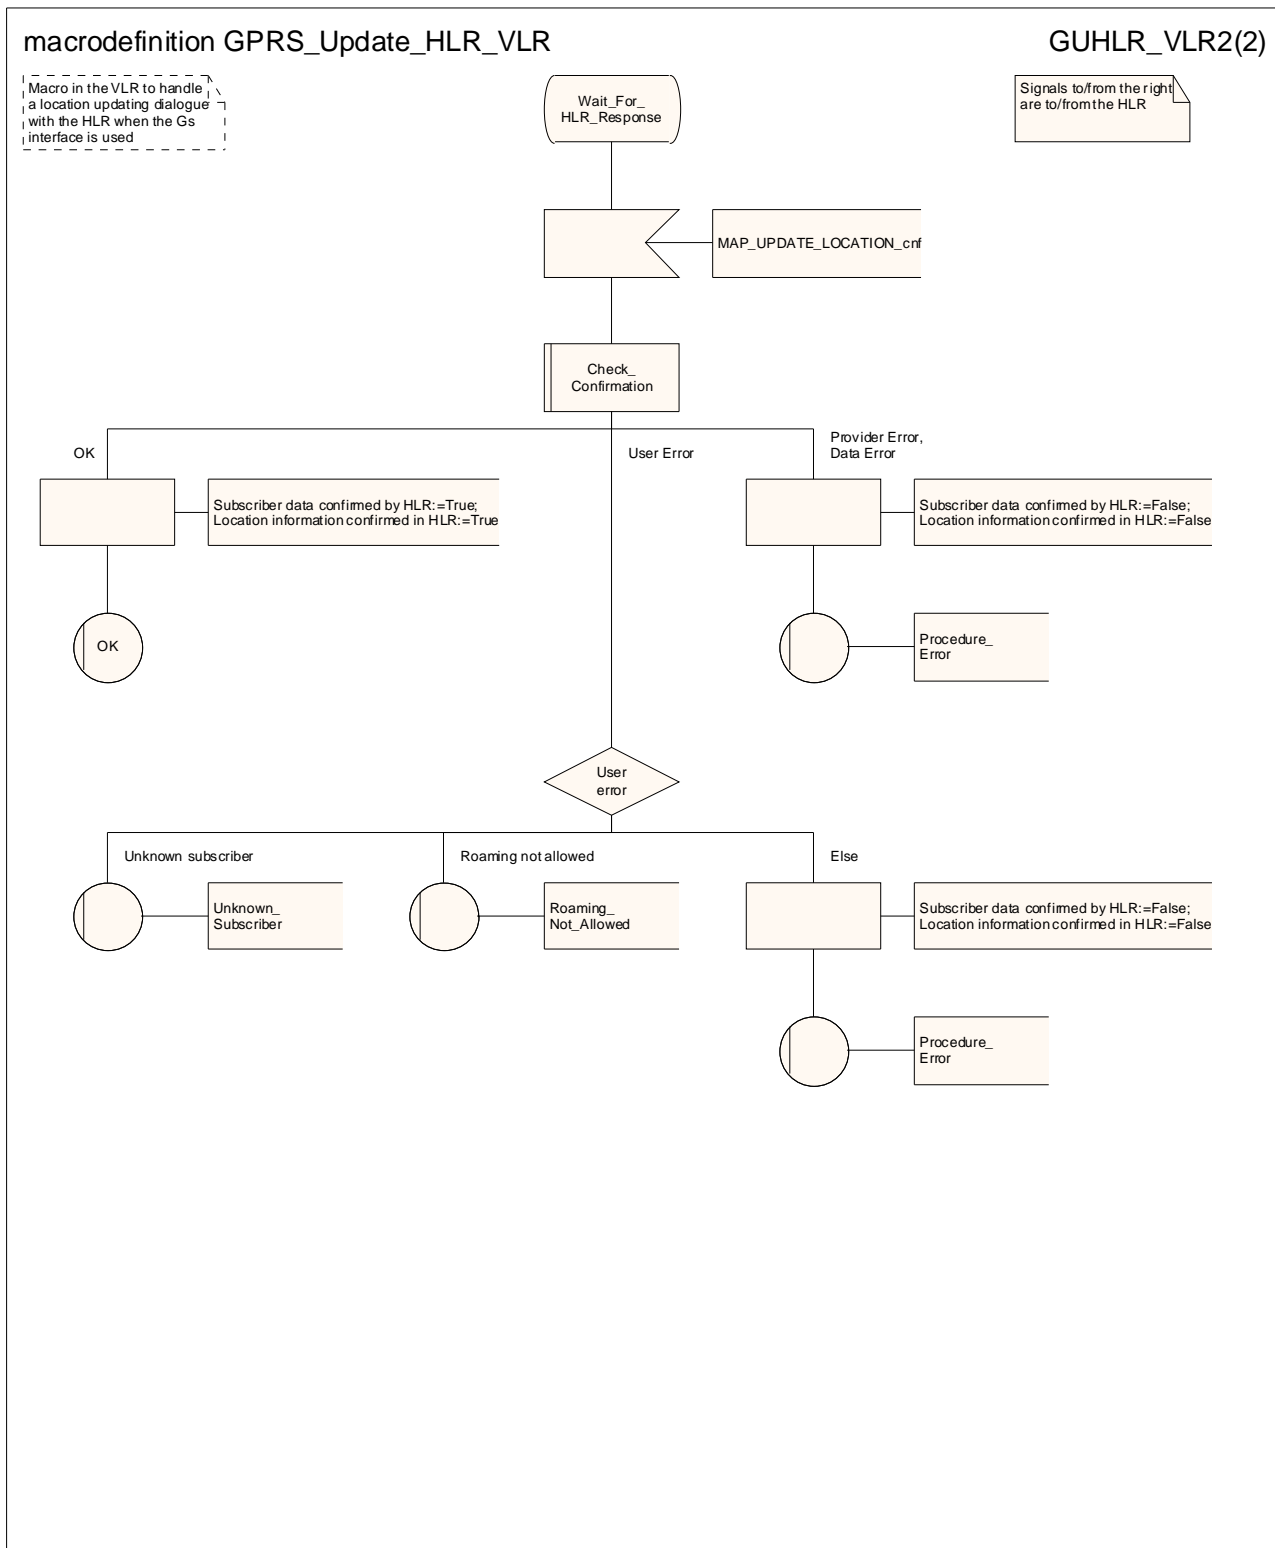 macrodefinition GPRS_Update_HLR_VLR
GUHLR_VLR2(2)
Macro in the VLR to handle
a location updating dialogue
with the HLR when the Gs
interface is used
Wait_For_
HLR_Response
Signals to/from the right
are to/from the HLR
MAP_UPDATE_LOCATION_cnf
Check_
Confirmation
OK
User Error
Provider Error,
Data Error
Subscriber data confirmed by HLR:=True;
Location information confirmed in HLR:=True
Subscriber data confirmed by HLR:=False;
Location information confirmed in HLR:=False
OK
Procedure_
Error
User
error
Unknown subscriber
Roaming not allowed
Else
Unknown_
Subscriber
Roaming_
Not_Allowed
Subscriber data confirmed by HLR:=False;
Location information confirmed in HLR:=False
Procedure_
Error